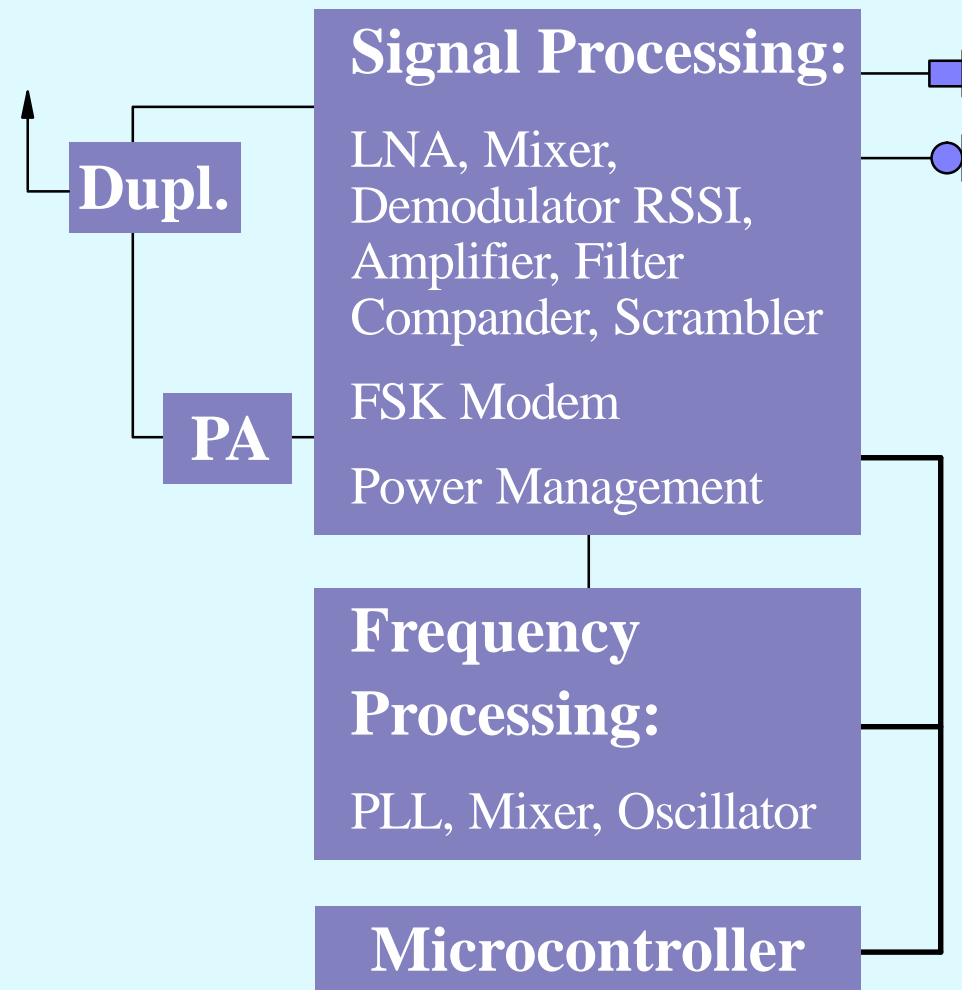 Signal Processing:
LNA, Mixer,
Demodulator RSSI,
Amplifier, Filter
Compander, Scrambler
FSK Modem
Power Management
Dupl.
PA
Frequency
Processing:
PLL, Mixer, Oscillator
Microcontroller